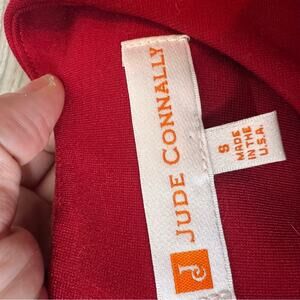 JUDE CONNALLY
J
S
MADE
IN THE
U.S.A.